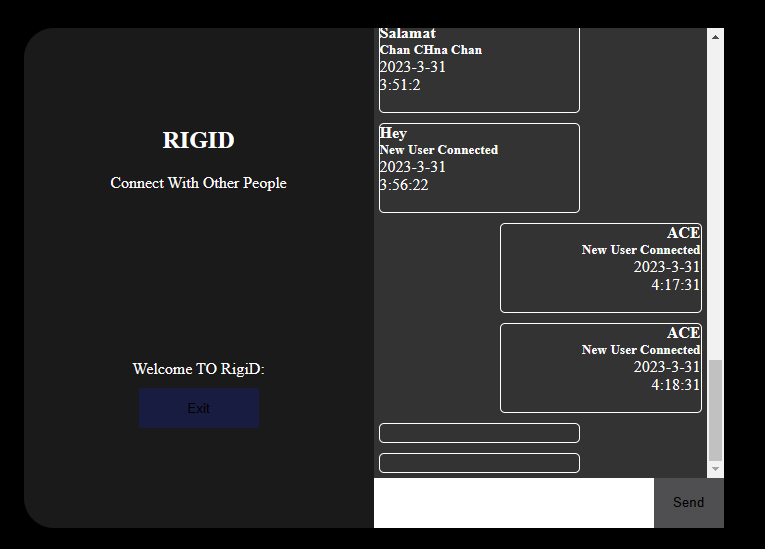 RIGID
Connect With Other People
Welcome TO RigiD:
Exit
Salamat
Chan CHna Chan
2023-3-31
3:51:2
Hey
New User Connected
2023-3-31
3:56:22
ACE
New User Connected
2023-3-31
4:17:31
ACE
New User Connected
2023-3-31
4:18:31
Send